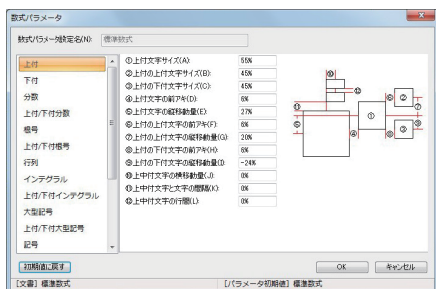 数式パラメータ
数式パラメータ設定名(N): 標準数式
上付
下付
分数
上付/下付分数
根号
上付/下付根号
行列
インテグラル
上付/下付インテグラル
大型記号
上付/下付大型記号
記号
①上付文字サイズ(A): 55%
②上付の上付文字サイズ(B): 45%
③上付の下付文字サイズ(C): 45%
④上付文字の前アキ(D): 6%
⑤上付文字の縦移動量(E): 27%
⑥上付の上付文字の前アキ(F): 6%
⑦上付の上付文字の縦移動量(G): 20%
⑧上付の下付文字の前アキ(H): 6%
⑨上付の下付文字の縦移動量(I): -24%
⑩上中付文字の横移動量(J): 0%
⑪上中付文字と文字の間隔(K): 0%
⑫上中付文字の行間(L): 0%
⑩
⑫
⑪
⑥
②
⑦
⑤
①
④
⑧
③
⑨
初期値に戻す
OK
キャンセル
[文書] 標準数式
[パラメータ初期値] 標準数式